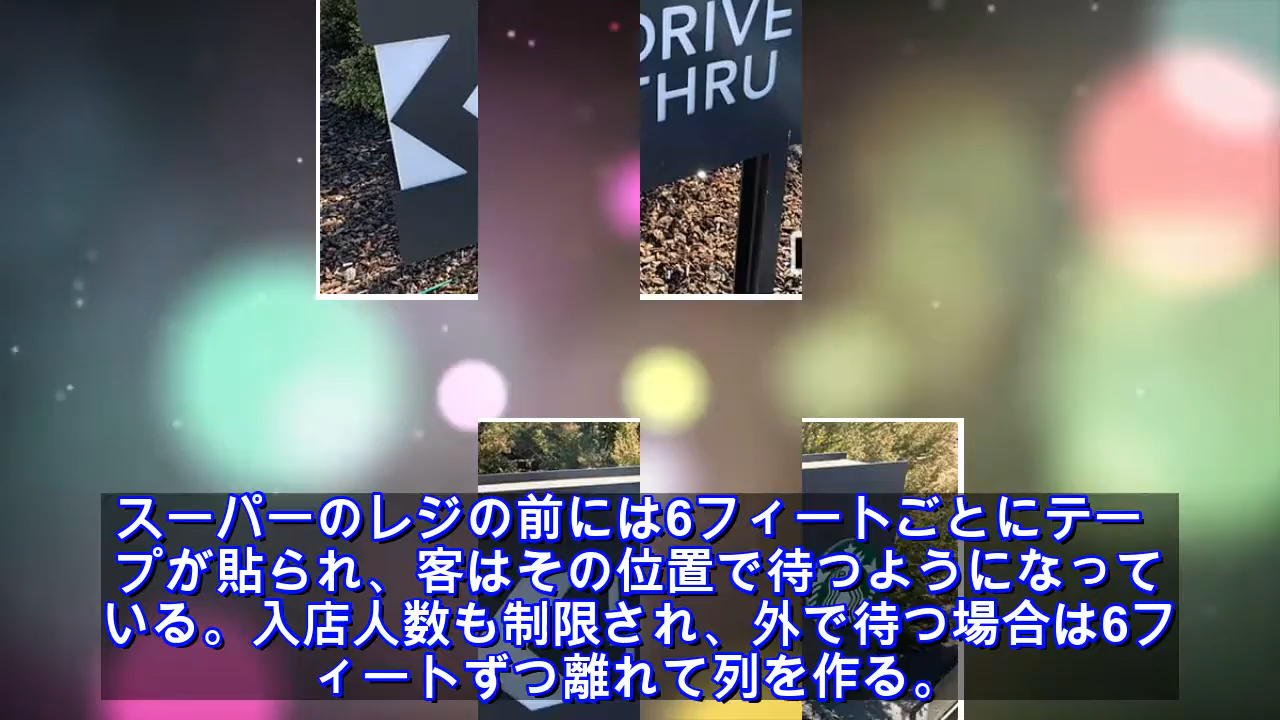 DRIVE
THRU
スーパーのレジの前には6フィートごとにテー
プが貼られ、客はその位置で待つようになって
いる。入店人数も制限され、外で待つ場合は6フ
ィートずつ離れて列を作る。